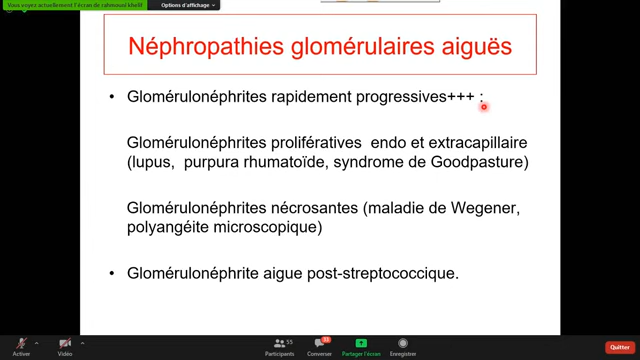 Vous voyez actuellement l'écran de rahmouni khelil
Options d'affichage
Néphropathies glomérulaires aiguës
• Glomérulonéphrites rapidement progressives+++ :
Glomérulonéphrites prolifératives endo et extracapillaire
(lupus, purpura rhumatoïde, syndrome de Goodpasture)
Glomérulonéphrites nécrosantes (maladie de Wegener,
polyangéite microscopique)
• Glomérulonéphrite aigue post-streptococcique.
55
33
Activer
Vidéo
Participants
Converser
Partager l'écran
Enregistrer
Quitter